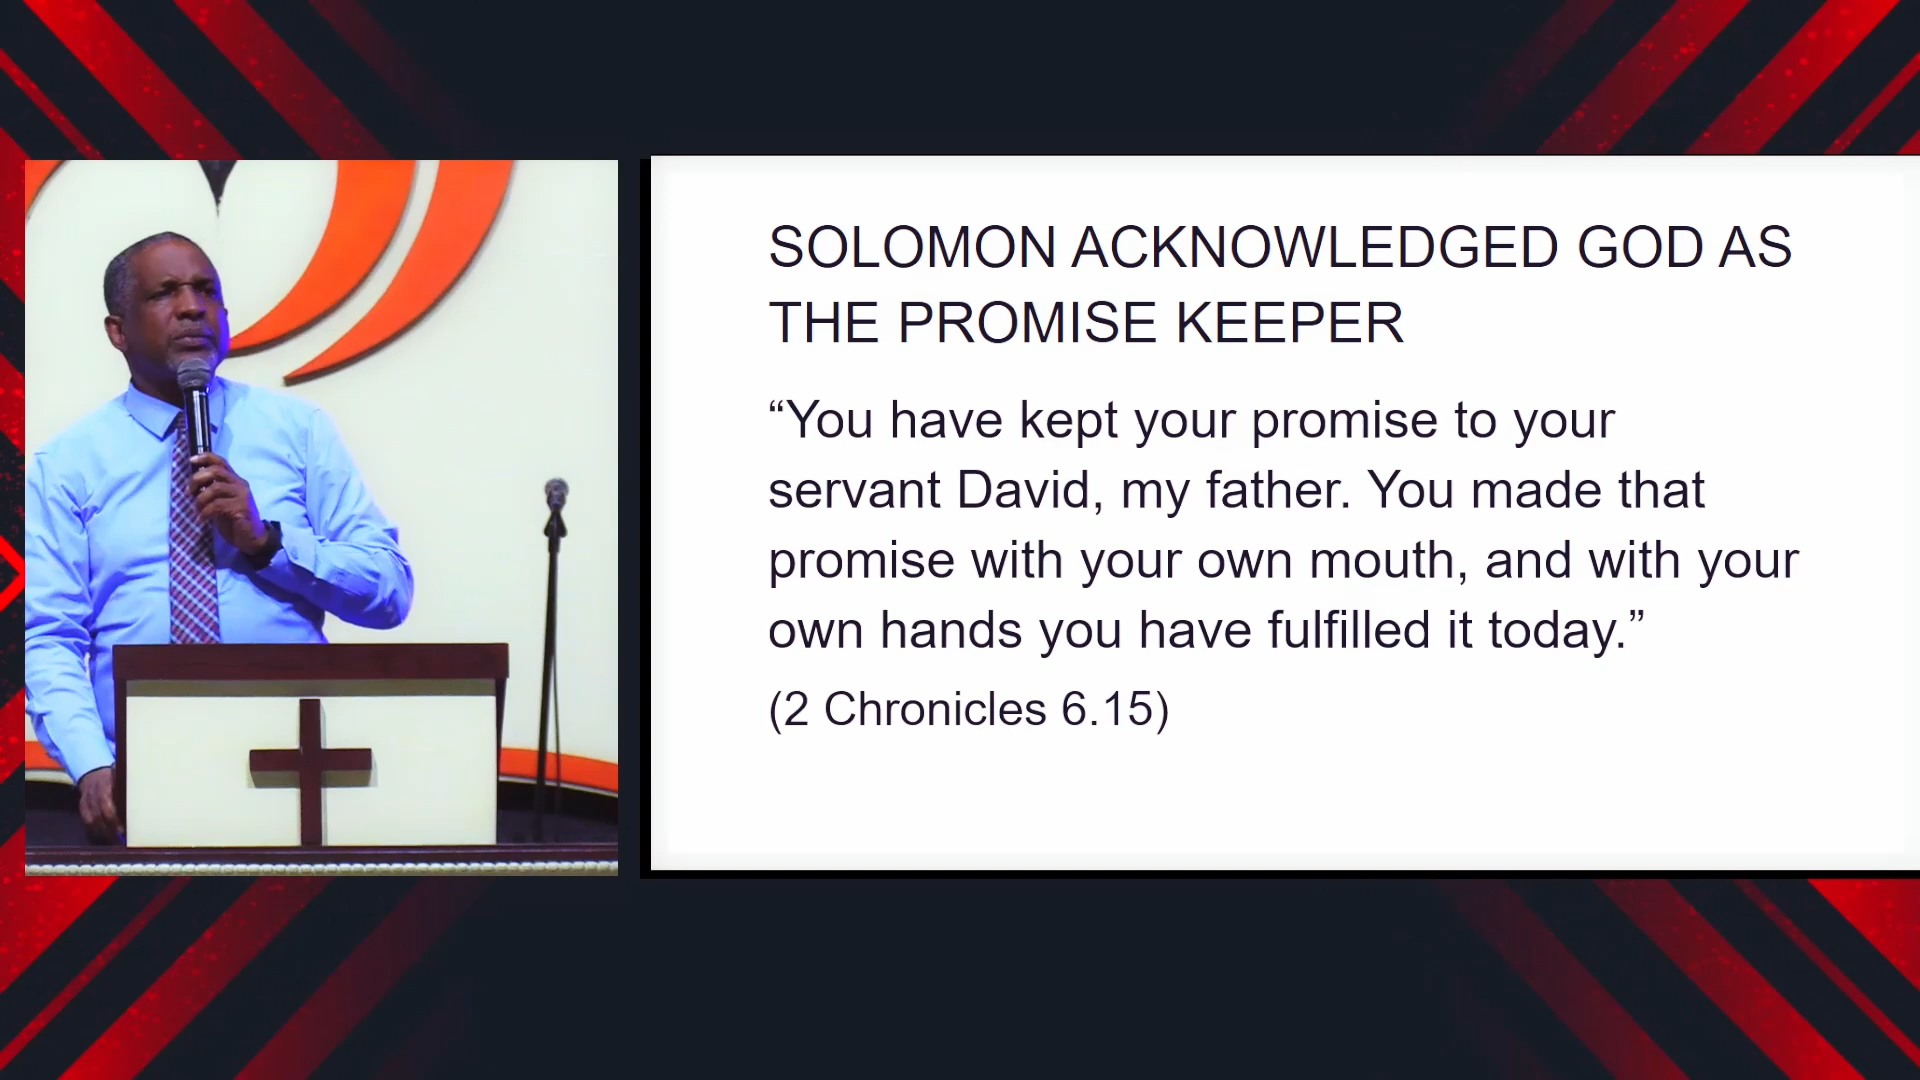 SOLOMON ACKNOWLEDGED GOD AS
THE PROMISE KEEPER
“You have kept your promise to your
servant David, my father. You made that
promise with your own mouth, and with your
own hands you have fulfilled it today.”
(2 Chronicles 6.15)